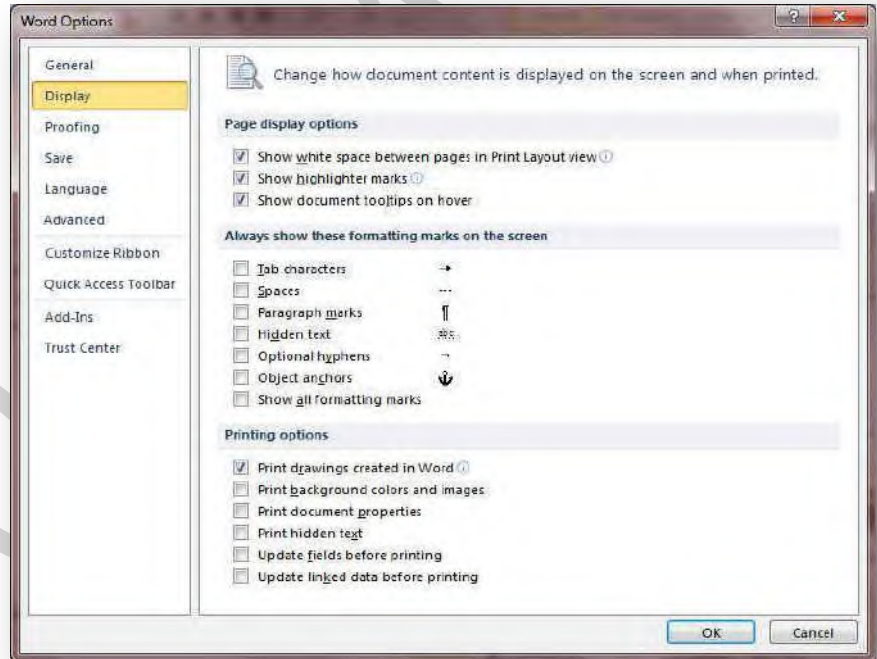 Word Options
General
Display
Proofing
Save
Language
Advanced
Customize Ribbon
Quick Access Toolbar
Add-Ins
Trust Center
Change how document content is displayed on the screen and when printed.
Page display options
Show white space between pages in Print Layout view
Show highlighter marks
Show document tooltips on hover
Always show these formatting marks on the screen
Tab characters
Spaces
Paragraph marks ¶
Hidden text abc
Optional hyphens ¬
Object anchors
Show all formatting marks
Printing options
Print drawings created in Word
Print background colors and images
Print document properties
Print hidden text
Update fields before printing
Update linked data before printing
OK Cancel